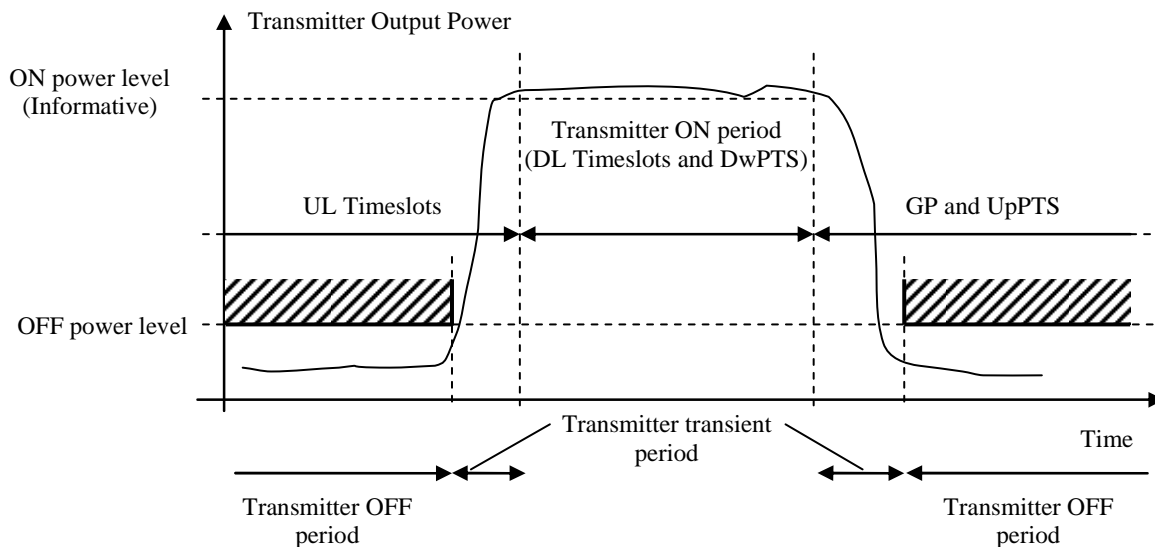 Transmitter Output Power
ON power level
(Informative)
Transmitter ON period
(DL Timeslots and DwPTS)
UL Timeslots
GP and UpPTS
OFF power level
Transmitter transient
period
Time
Transmitter OFF
period
Transmitter OFF
period